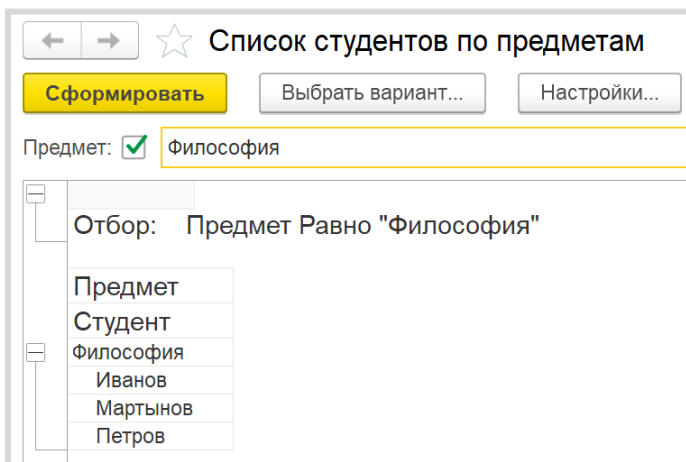 Список студентов по предметам
Сформировать Выбрать вариант... Настройки...
Предмет: Философия
Отбор: Предмет Равно "Философия"
Предмет
Студент
Философия
Иванов
Мартынов
Петров